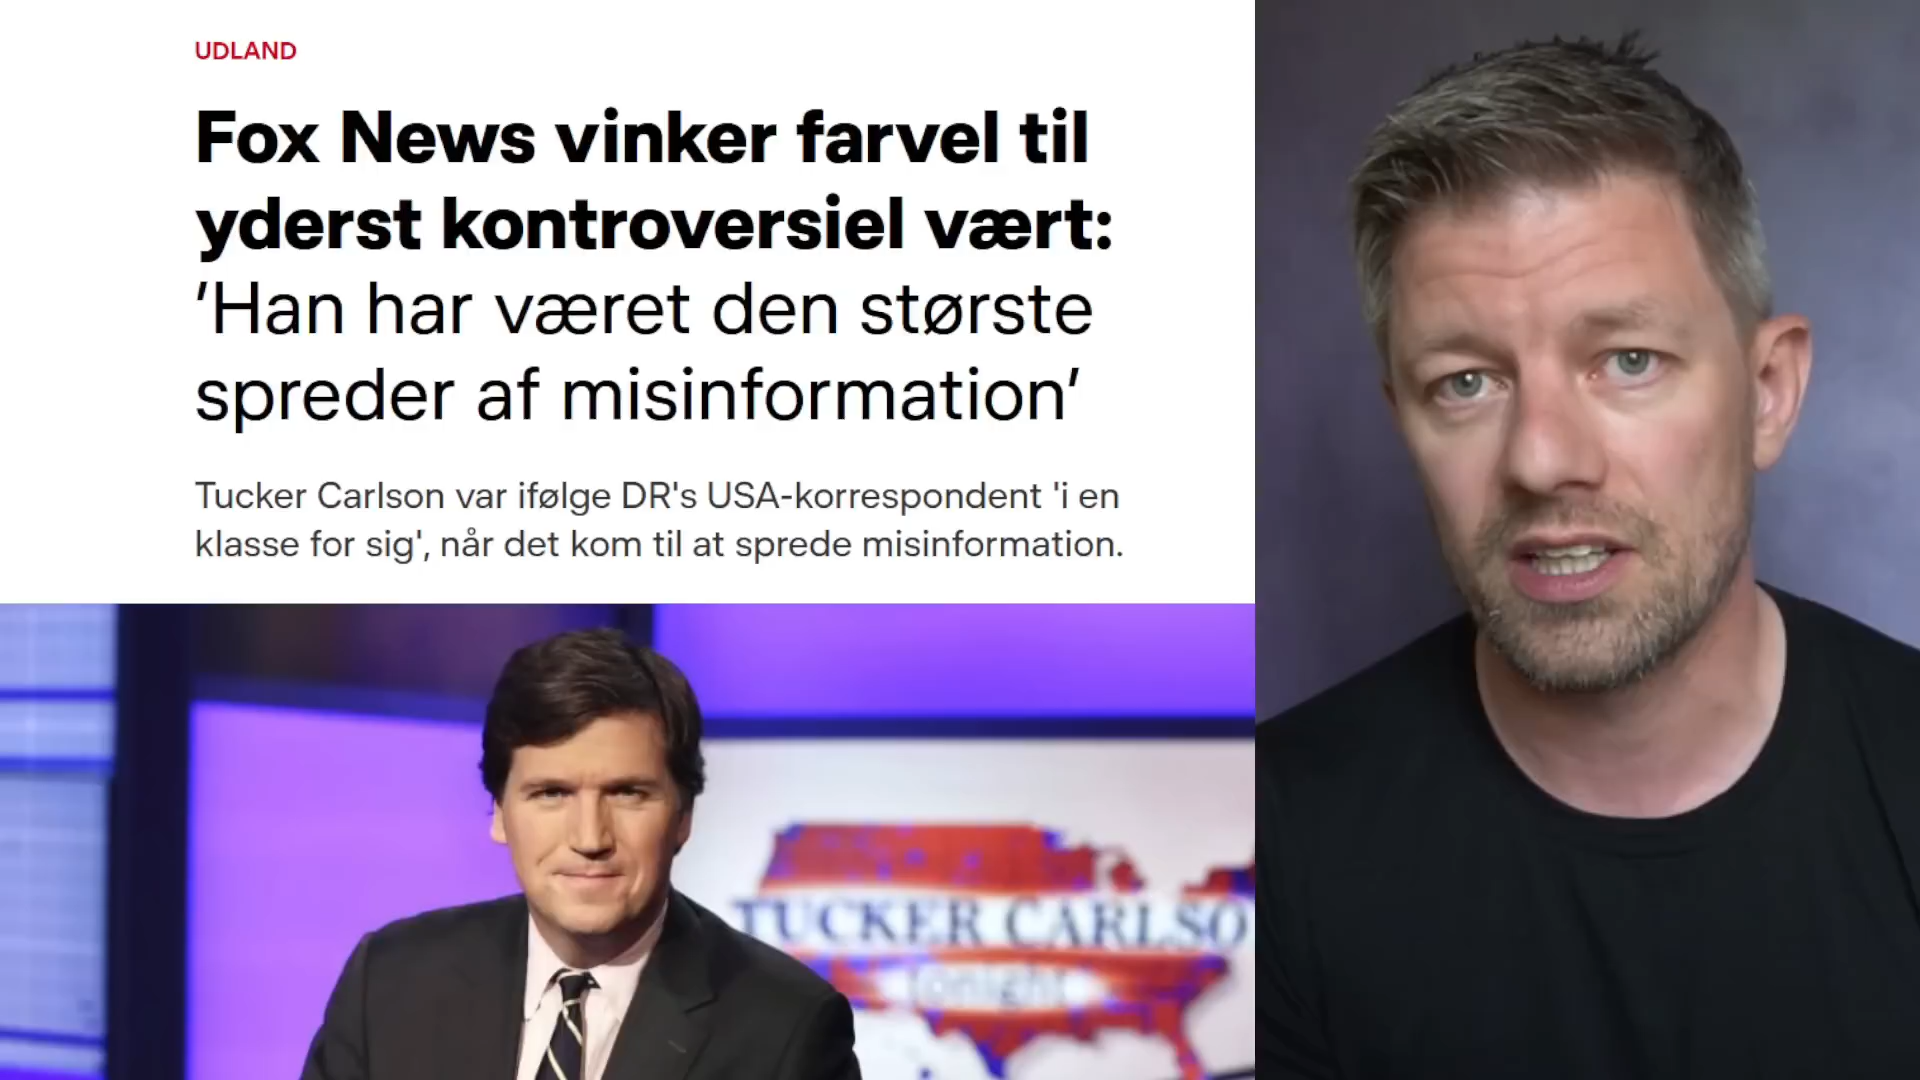 UDLAND
Fox News vinker farvel til
yderst kontroversiel vært:
’Han har været den største
spreder af misinformation’
Tucker Carlson var ifølge DR's USA-korrespondent 'i en
klasse for sig', når det kom til at sprede misinformation.
TUCKER CARLSO
tonight